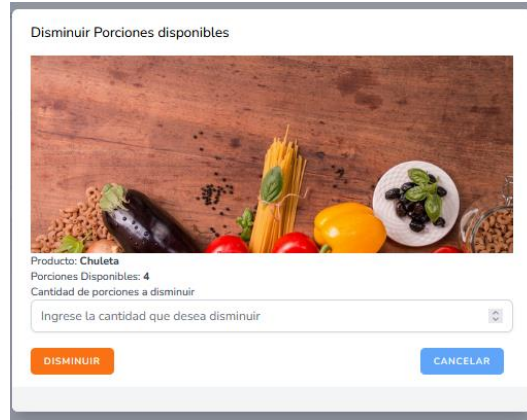 Disminuir Porciones disponibles
Producto: Chuleta
Porciones Disponibles: 4
Cantidad de porciones a disminuir
Ingrese la cantidad que desea disminuir
DISMINUIR
CANCELAR